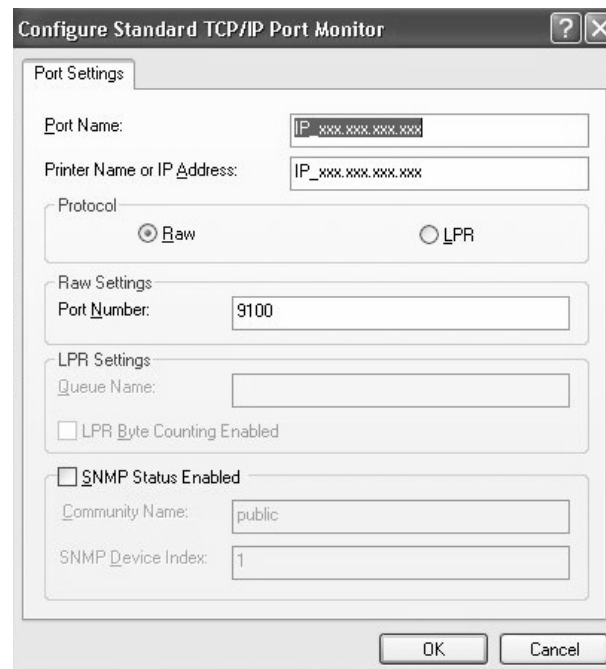 Configure Standard TCP/IP Port Monitor
Port Settings
Port Name: IP_xxx.xxx.xxx.xxx
Printer Name or IP Address: IP_xxx.xxx.xxx.xxx
Protocol
Raw LPR
Raw Settings
Port Number: 9100
LPR Settings
Queue Name:
LPR Byte Counting Enabled
SNMP Status Enabled
Community Name: public
SNMP Device Index: 1
OK Cancel